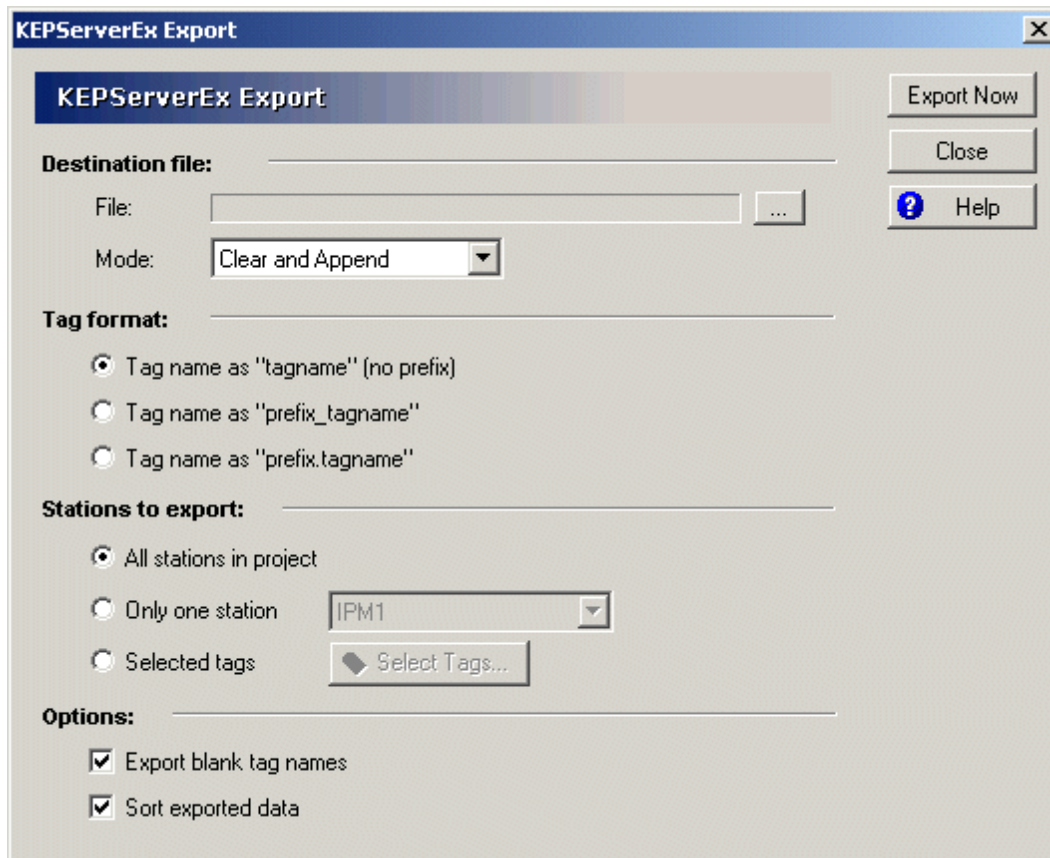 KEPServerEx Export
KEPServerEx Export
Export Now
Close
Help
Destination file:
File:
...
Mode:
Clear and Append
Tag format:
Tag name as "tagname" (no prefix)
Tag name as "prefix_tagname"
Tag name as "prefix.tagname"
Stations to export:
All stations in project
Only one station
IPM1
Selected tags
Select Tags...
Options:
Export blank tag names
Sort exported data